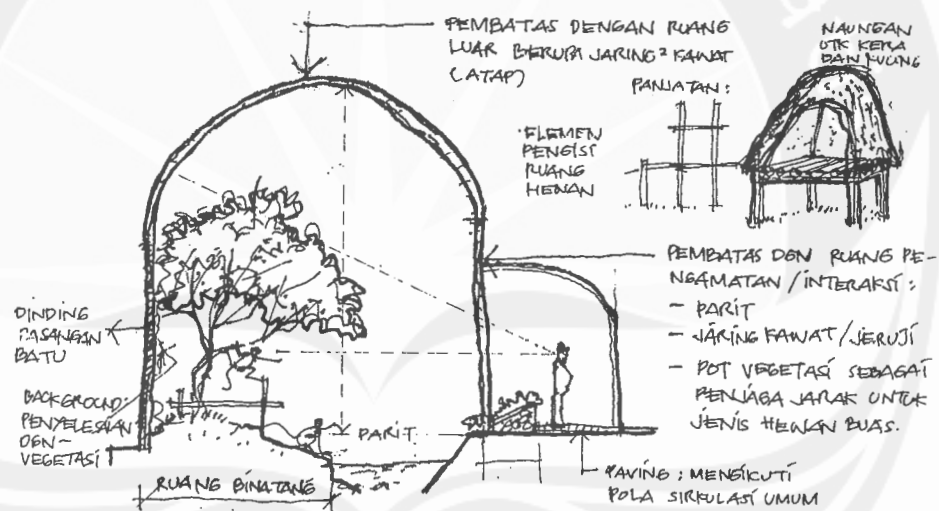 PEMBATAS DENGAN RUANG
LUAR BERUPA JARING² KAWAT
(ATAP)
PANJATAN :
NAUNGAN
UTK KERA
DAN KUCING
ELEMEN
PENGISI
RUANG
HEWAN
PEMBATAS DGN RUANG PE-
NGAMATAN / INTERAKSI :
- PARIT
- JARING KAWAT / JERUJI
- POT VEGETASI SEBAGAI
PENJAGA JARAK UNTUK
JENIS HEWAN BUAS.
DINDING
PASANGAN
BATU
BACKGROUND:
PENYELESAIAN
DGN-
VEGETASI
PARIT
RUANG BINATANG
PAVING ; MENGIKUTI
POLA SIRKULASI UMUM